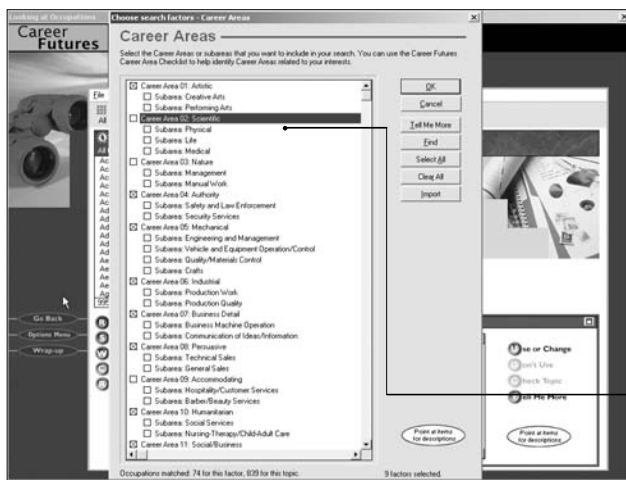 Looking at Occupations
Choose search factors - Career Areas
Career
Futures
Career Areas
Select the Career Areas or subareas that you want to include in your search. You can use the Career Futures
Career Area Checklist to help identify Career Areas related to your interests.
File
All
Career Area 01: Artistic
Subarea: Creative Arts
Subarea: Performing Arts
Career Area 02: Scientific
Subarea: Physical
Subarea: Life
Subarea: Medical
Career Area 03: Nature
Subarea: Management
Subarea: Manual Work
Career Area 04: Authority
Subarea: Safety and Law Enforcement
Subarea: Security Services
Career Area 05: Mechanical
Subarea: Engineering and Management
Subarea: Vehicle and Equipment Operation/Control
Subarea: Quality/Materials Control
Subarea: Crafts
Career Area 06: Industrial
Subarea: Production Work
Subarea: Production Quality
Career Area 07: Business Detail
Subarea: Business Machine Operation
Subarea: Communication of Ideas/Information
Career Area 08: Persuasive
Subarea: Technical Sales
Subarea: General Sales
Career Area 09: Accommodating
Subarea: Hospitality/Customer Services
Subarea: Barber/Beauty Services
Career Area 10: Humanitarian
Subarea: Social Services
Subarea: Nursing-Therapy/Child-Adult Care
Career Area 11: Social/Business
OK
Cancel
Tell Me More
Find
Select All
Clear All
Import
Point at items
for descriptions
Occupations matched: 74 for this factor, 839 for this topic.
9 factors selected.
Go Back
Options Menu
Wrap-up
Use or Change
Don't Use
Check Topic
Tell Me More
Point at items
for descriptions